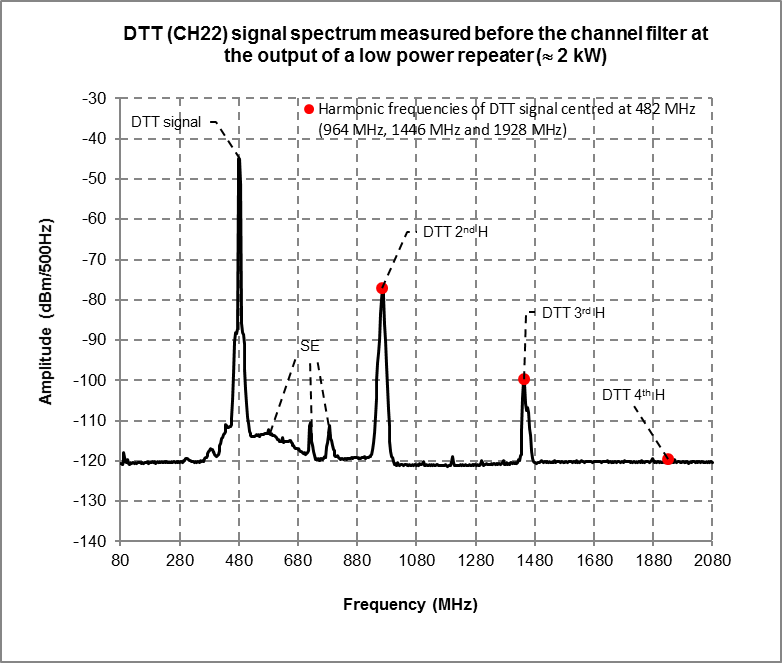 DTT (CH22) signal spectrum measured before the channel filter at
the output of a low power repeater (≈ 2 kW)
Harmonic frequencies of DTT signal centred at 482 MHz
(964 MHz, 1446 MHz and 1928 MHz)
DTT signal
DTT 2nd H
DTT 3rd H
DTT 4th H
SE
Amplitude (dBm/500Hz)
-30
-40
-50
-60
-70
-80
-90
-100
-110
-120
-130
-140
80 280 480 680 880 1080 1280 1480 1680 1880 2080
Frequency (MHz)